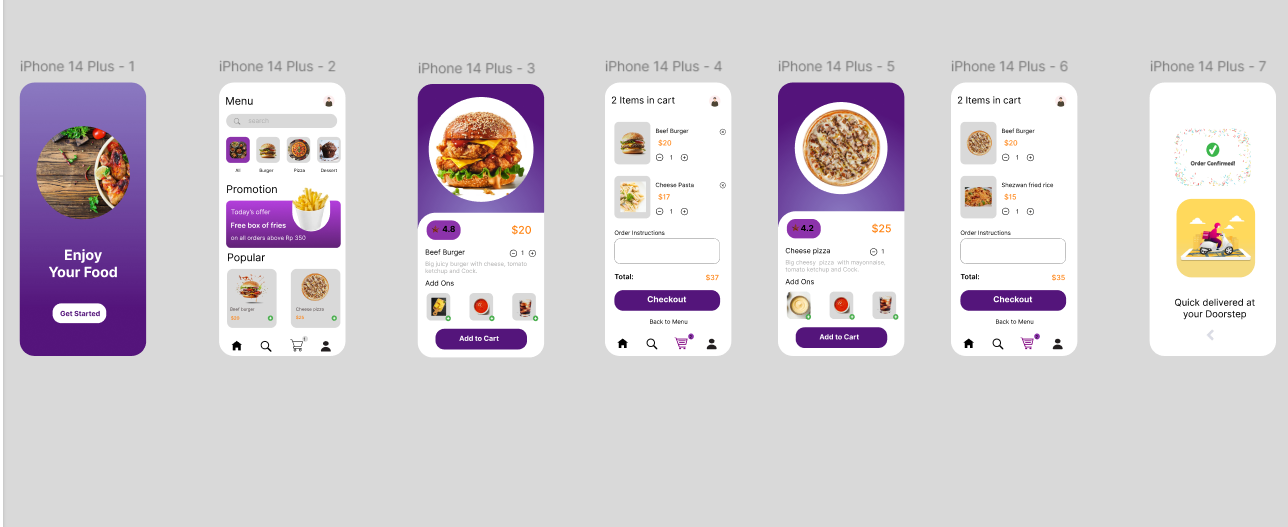 iPhone 14 Plus - 1
Enjoy
Your Food
Get Started
iPhone 14 Plus - 2
Menu
search
All
Burger
Pizza
Dessert
Promotion
Today's offer
Free box of fries
on all orders above Rp 350
Popular
Beef burger
$20
Cheese pizza
$25
iPhone 14 Plus - 3
4.8
$20
Beef Burger
1
Big juicy burger with cheese, tomato
ketchup and Cock.
Add Ons
Add to Cart
iPhone 14 Plus - 4
2 Items in cart
Beef Burger
$20
1
Cheese Pasta
$17
1
Order Instructions
Total:
$37
Checkout
Back to Menu
iPhone 14 Plus - 5
4.2
$25
Cheese pizza
1
Big cheesy pizza with mayonnaise,
tomato ketchup and Cock.
Add Ons
Add to Cart
iPhone 14 Plus - 6
2 Items in cart
Beef Burger
$20
1
Shezwan fried rice
$15
1
Order Instructions
Total:
$35
Checkout
Back to Menu
iPhone 14 Plus - 7
Order Confirmed!
Quick delivered at
your Doorstep